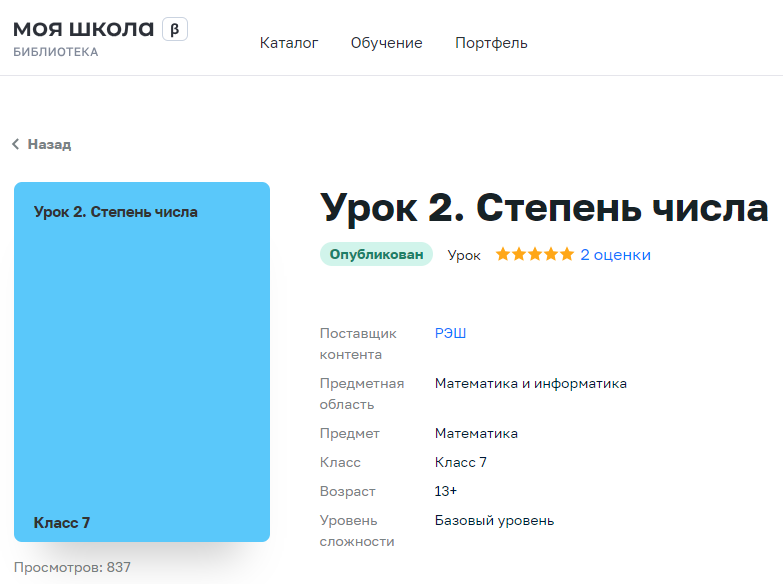 моя школа β
БИБЛИОТЕКА
Каталог Обучение Портфель
Назад
Урок 2. Степень числа
Класс 7
Просмотров: 837
Урок 2. Степень числа
Опубликован Урок 2 оценки
Поставщик контента РЭШ
Предметная область Математика и информатика
Предмет Математика
Класс Класс 7
Возраст 13+
Уровень сложности Базовый уровень